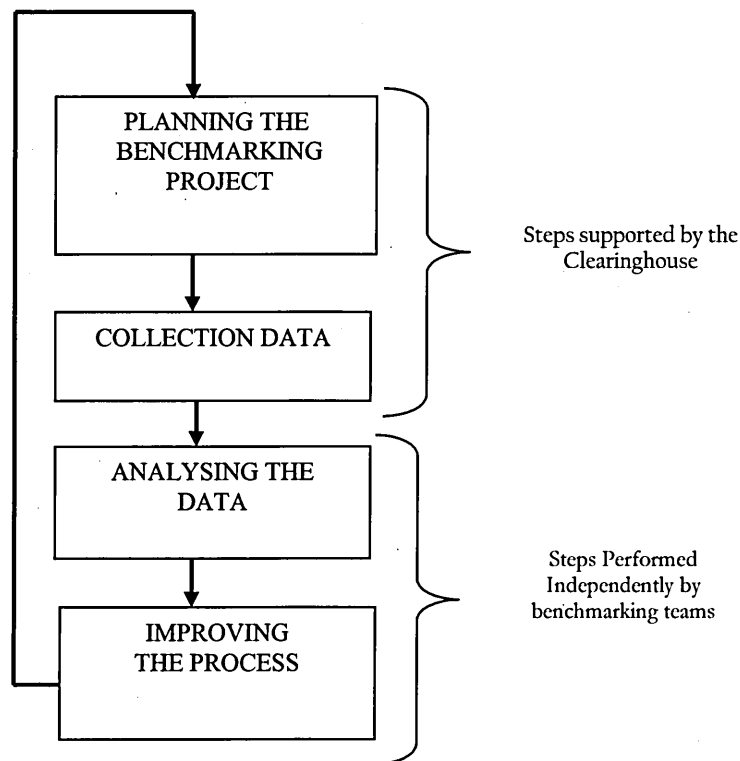 PLANNING THE
BENCHMARKING
PROJECT
Steps supported by the
Clearinghouse
COLLECTION DATA
ANALYSING THE
DATA
Steps Performed
Independently by
benchmarking teams
IMPROVING
THE PROCESS